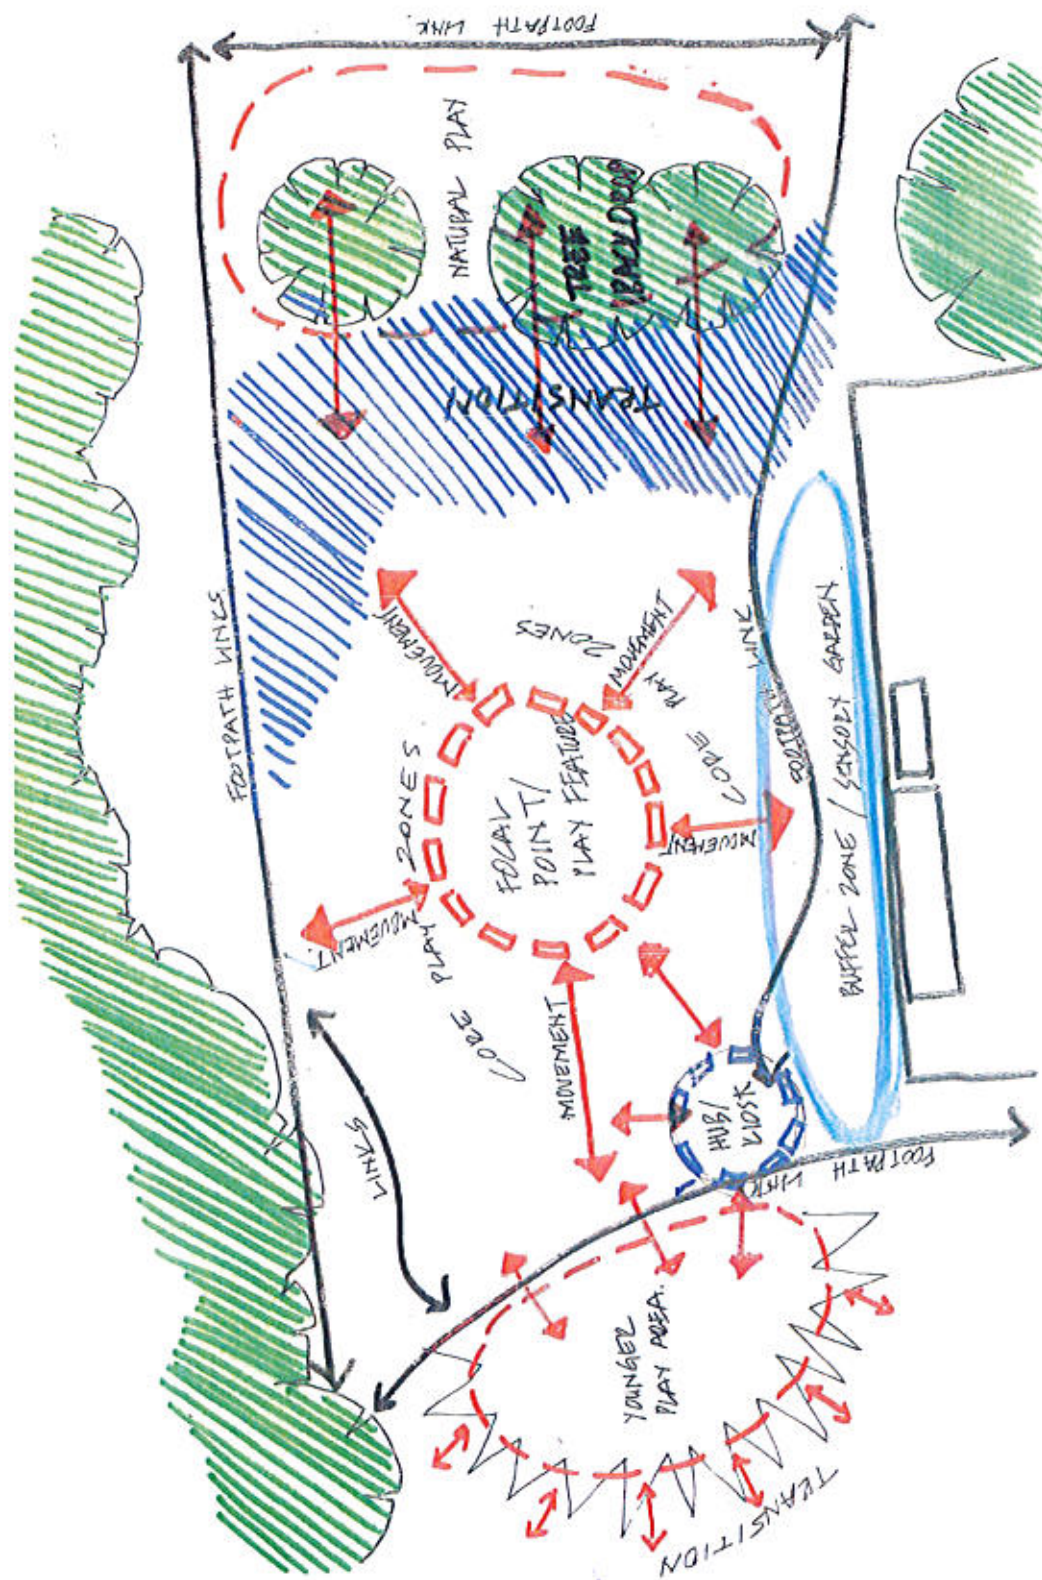 FOOTPATH
LINK.
NATURAL PLAY
TREE
BACKDROP
TRANSITION
FOOTPATH LINKS
MOVEMENT
ZONES
MOVEMENT
CORE PLAY
FOOTPATH LINK
ZONES
CORE PLAY
MOVEMENT.
FOCAL
POINT/
PLAY FEATURE
MOVEMENT
BUFFER ZONE / SENSORY GARDEN
MOVEMENT
LINKS
HUB/
KIOSK
FOOTPATH
LINK
YOUNGER
PLAY AREA.
TRANSITION